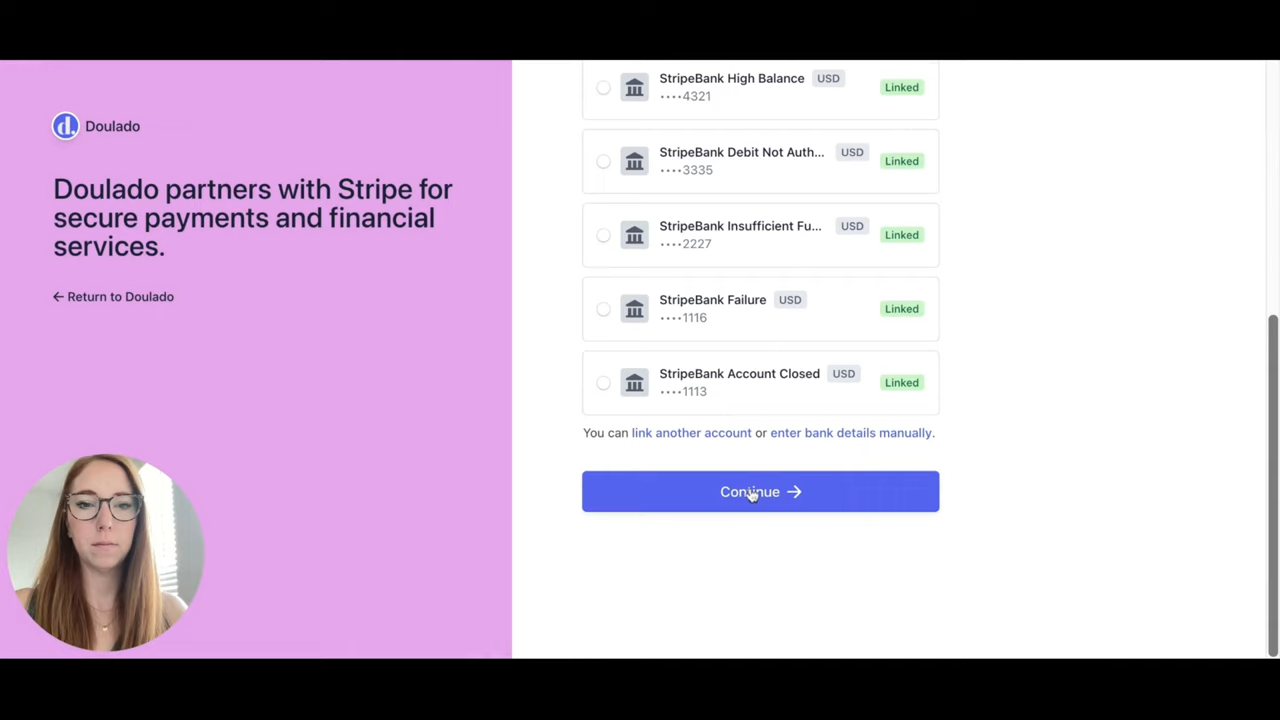 d. Doulado
Doulado partners with Stripe for
secure payments and financial
services.
← Return to Doulado
StripeBank High Balance USD
••••4321
Linked
StripeBank Debit Not Auth... USD
••••3335
Linked
StripeBank Insufficient Fu... USD
••••2227
Linked
StripeBank Failure USD
••••1116
Linked
StripeBank Account Closed USD
••••1113
Linked
You can link another account or enter bank details manually.
Continue →